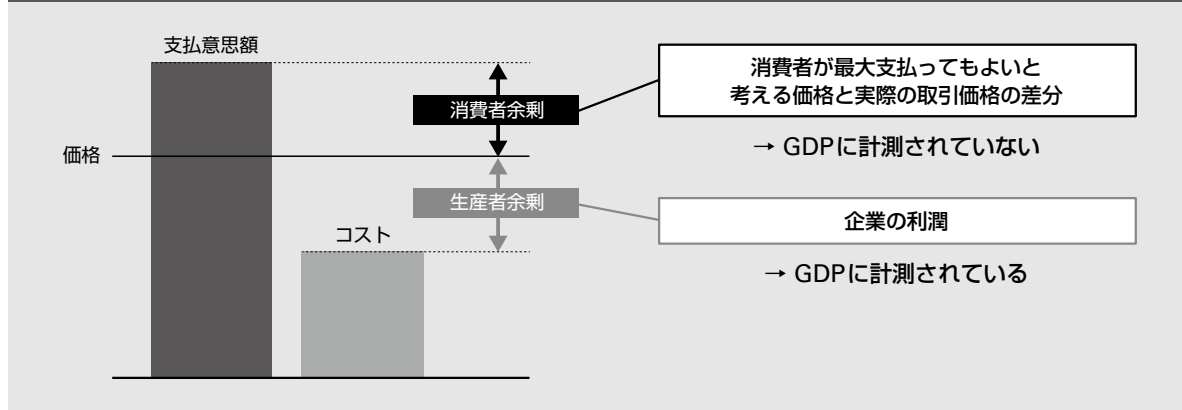 支払意思額
消費者が最大支払ってもよいと
考える価格と実際の取引価格の差分
消費者余剰
→ GDPに計測されていない
価格
生産者余剰
企業の利潤
コスト
→ GDPに計測されている